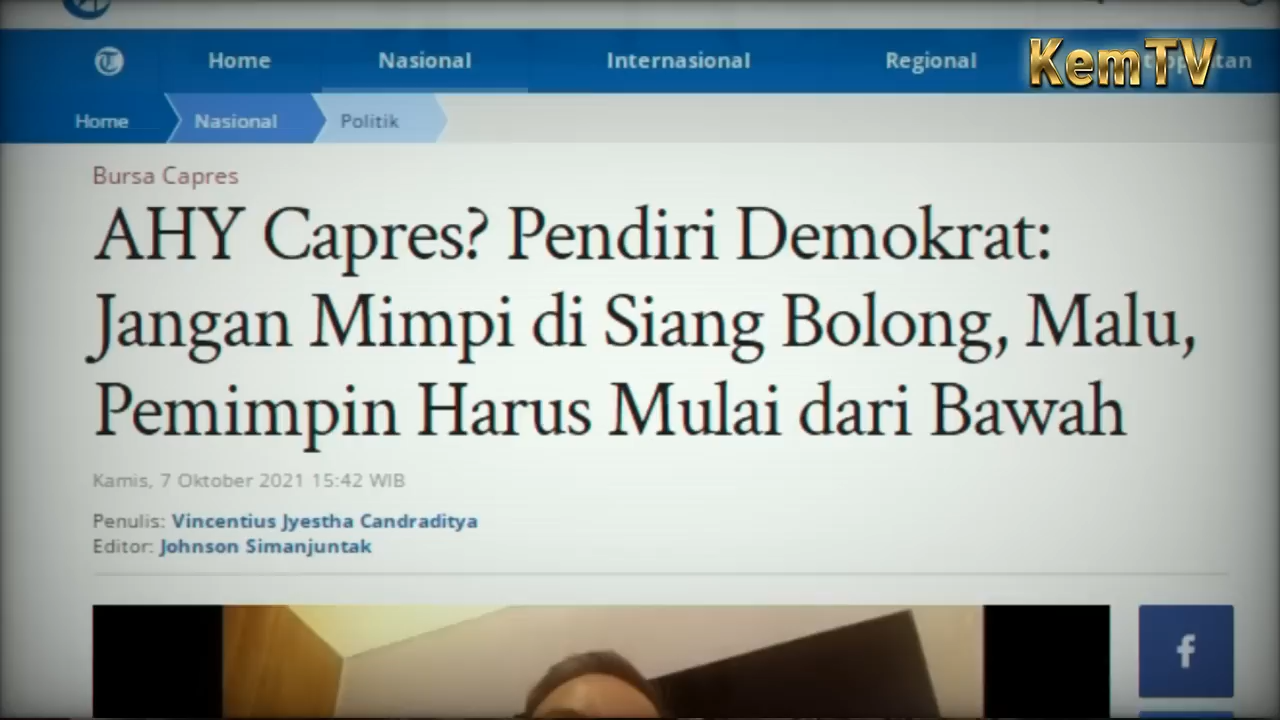 Home Nasional Internasional Regional
KemTV
Home Nasional Politik
Bursa Capres
AHY Capres? Pendiri Demokrat:
Jangan Mimpi di Siang Bolong, Malu,
Pemimpin Harus Mulai dari Bawah
Kamis, 7 Oktober 2021 15:42 WIB
Penulis: Vincentius Jyestha Candraditya
Editor: Johnson Simanjuntak
f